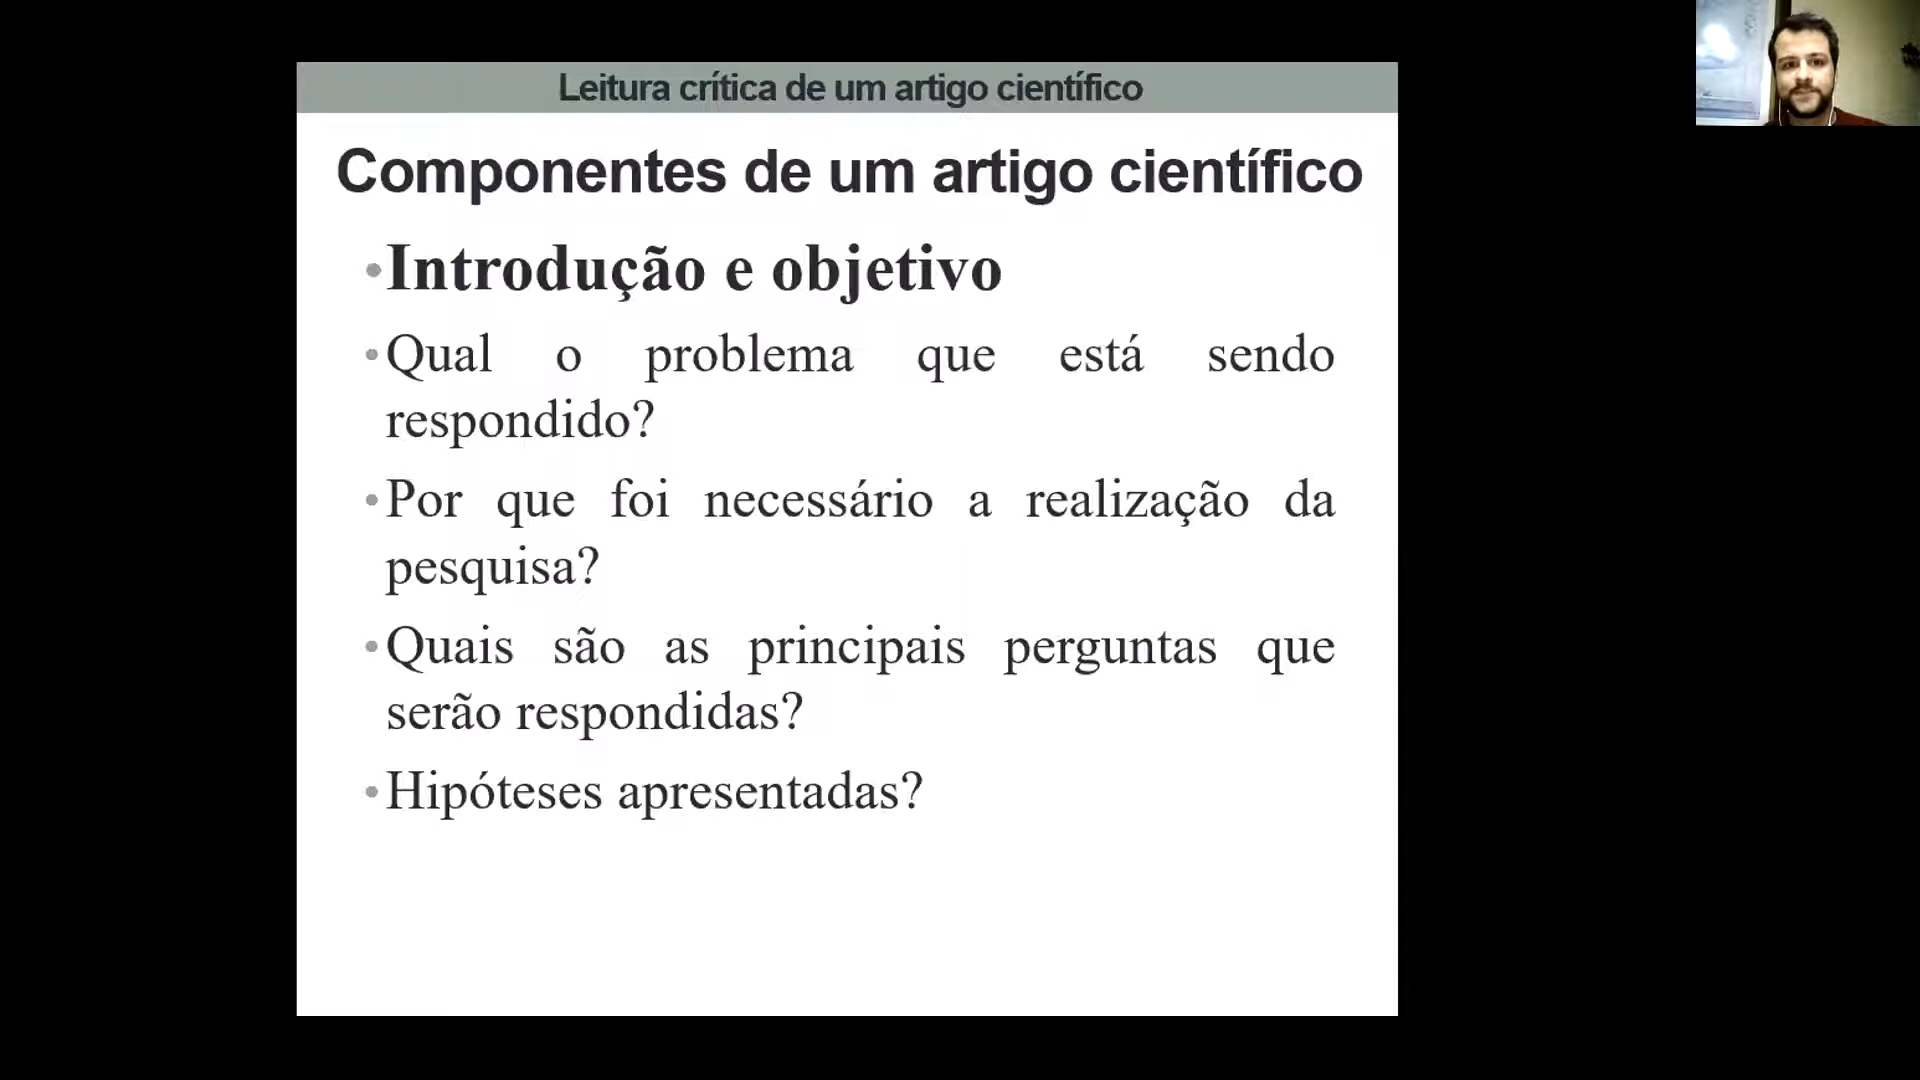 Leitura crítica de um artigo científico
Componentes de um artigo científico
•Introdução e objetivo
•Qual o problema que está sendo
respondido?
•Por que foi necessário a realização da
pesquisa?
•Quais são as principais perguntas que
serão respondidas?
•Hipóteses apresentadas?